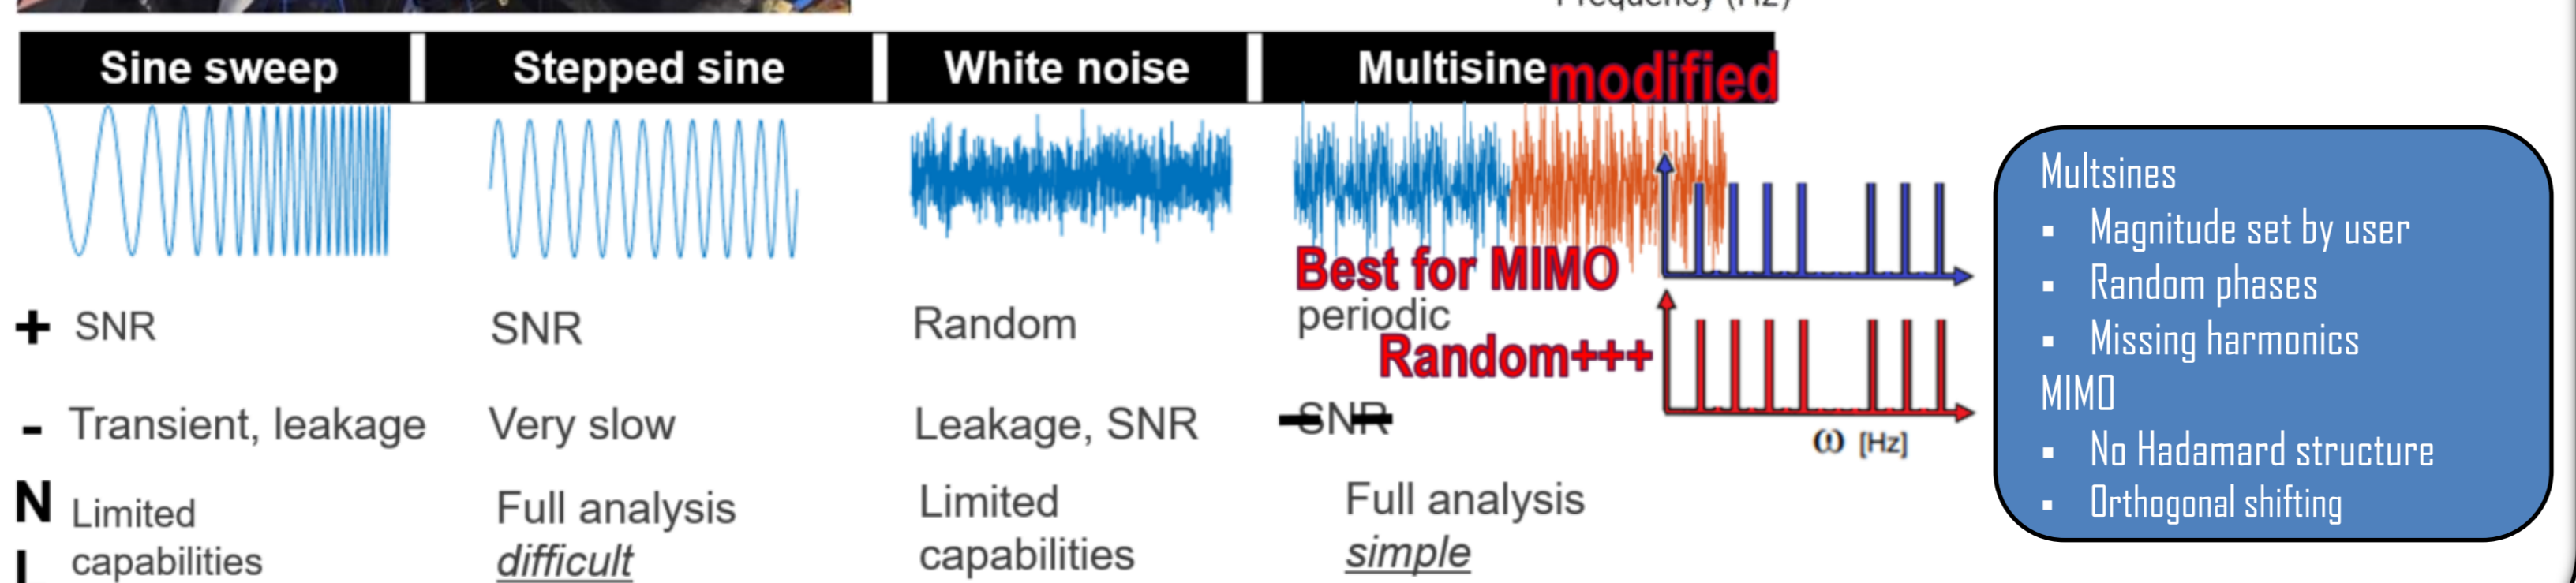 Frequency (Hz)
Sine sweep
Stepped sine
White noise
Multisine modified
Best for MIMO
+ SNR
SNR
Random
periodic
Random+++
- Transient, leakage
Very slow
Leakage, SNR
SNR
ω [Hz]
N Limited
L capabilities
Full analysis
difficult
Limited
capabilities
Full analysis
simple
Multsines
▪ Magnitude set by user
▪ Random phases
▪ Missing harmonics
MIMO
▪ No Hadamard structure
▪ Orthogonal shifting